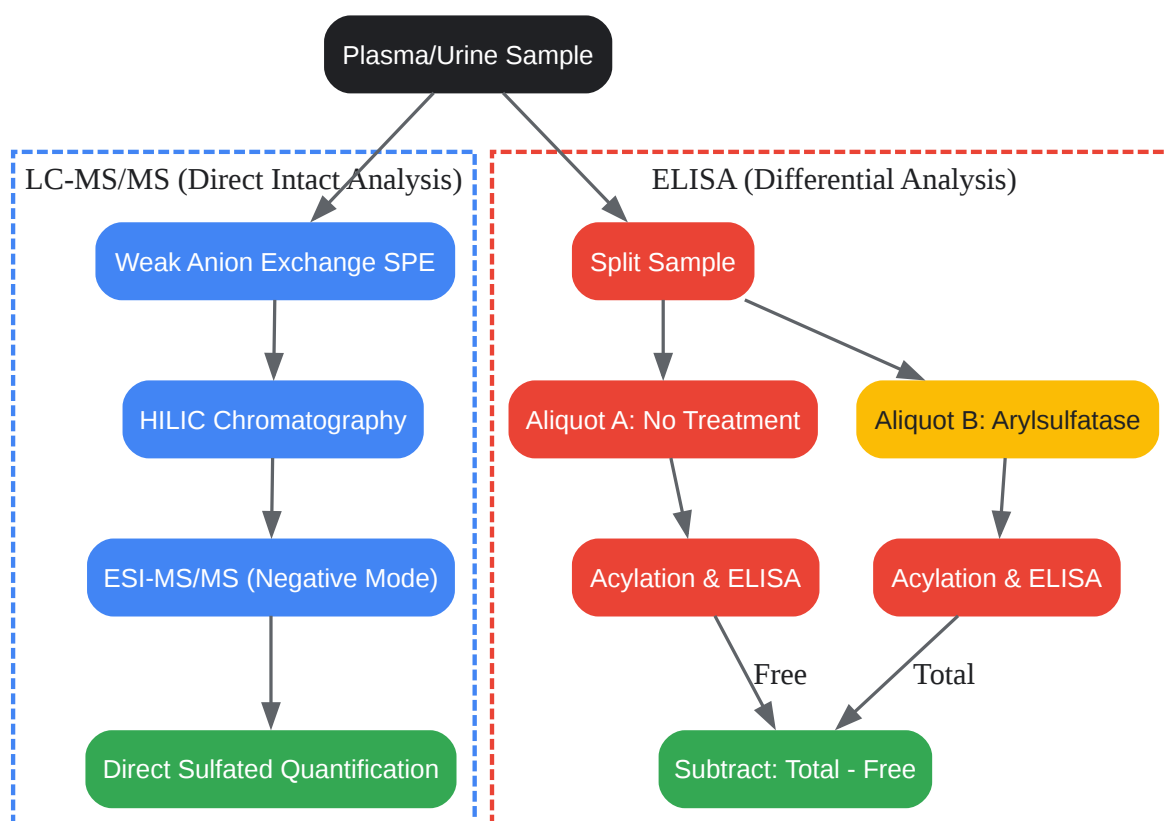 Plasma/Urine Sample
LC-MS/MS (Direct Intact Analysis)
ELISA (Differential Analysis)
Weak Anion Exchange SPE
Split Sample
HILIC Chromatography
Aliquot A: No Treatment
Aliquot B: Arylsulfatase
ESI-MS/MS (Negative Mode)
Acylation & ELISA
Acylation & ELISA
Free
Total
Direct Sulfated Quantification
Subtract: Total - Free